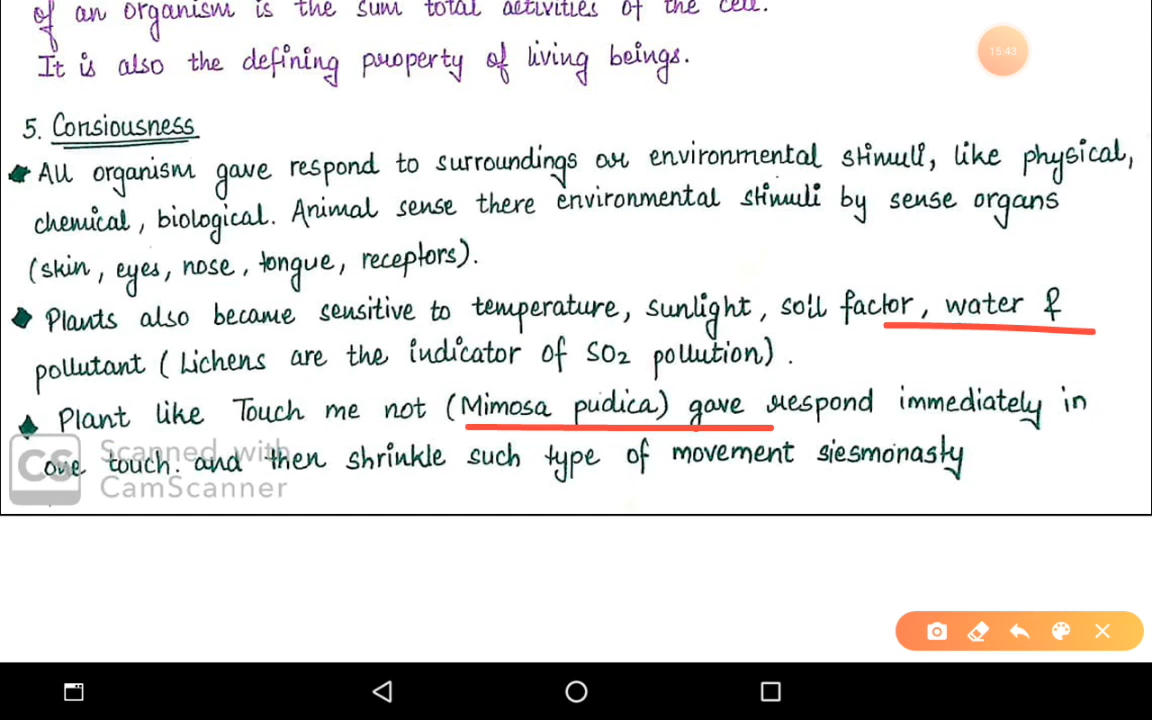 of an organism is the sum total activities of the cell.
It is also the defining property of living beings.
15:43
5. Consiousness
All organism gave respond to surroundings or environmental stimuli, like physical,
chemical, biological. Animal sense there environmental stimuli by sense organs
(skin, eyes, nose, tongue, receptors).
Plants also became sensitive to temperature, sunlight, soil factor, water &
pollutant (Lichens are the indicator of SO2 pollution).
Plant like Touch me not (Mimosa pudica) gave respond immediately in
one touch. and then shrinkle such type of movement siesmonasty
CS Scanned with
CamScanner